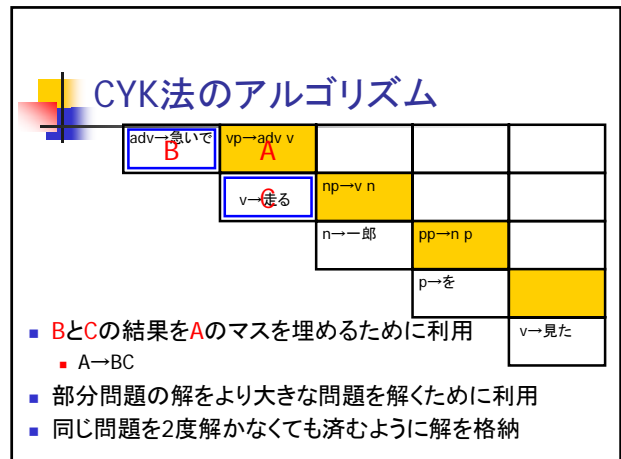 CYK法のアルゴリズム
adv→急いで vp→adv v
B A
v→走る np→v n
C
n→一郎 pp→n p
p→を
v→見た
BとCの結果をAのマスを埋めるために利用
A→BC
部分問題の解をより大きな問題を解くために利用
同じ問題を2度解かなくても済むように解を格納